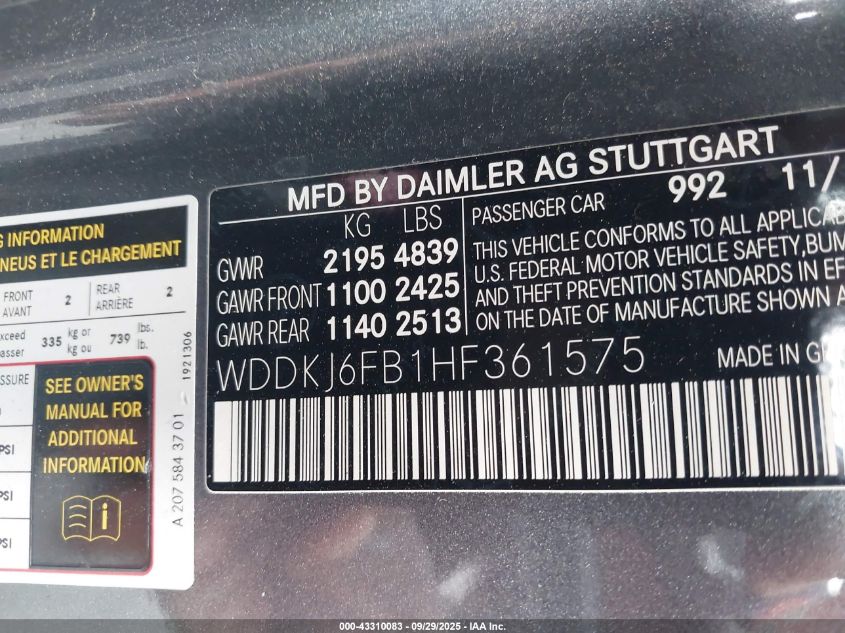 G INFORMATION
NEUS ET LE CHARGEMENT
FRONT 2 REAR 2
AVANT ARRIÈRE
xceed 335 kg or 739 lbs.
asser kg ou lb.
ESSURE
PSI
PSI
PSI
SEE OWNER'S
MANUAL FOR
ADDITIONAL
INFORMATION
A 207 584 37 01 1921306
MFD BY DAIMLER AG STUTTGART
KG LBS
GVWR 2195 4839
GAWR FRONT 1100 2425
GAWR REAR 1140 2513
PASSENGER CAR 992 11/
THIS VEHICLE CONFORMS TO ALL APPLICAB
U.S. FEDERAL MOTOR VEHICLE SAFETY, BUM
AND THEFT PREVENTION STANDARDS IN EF
ON THE DATE OF MANUFACTURE SHOWN A
WDDKJ6FB1HF361575 MADE IN GE
000-43310083 - 09/29/2025 - IAA Inc.